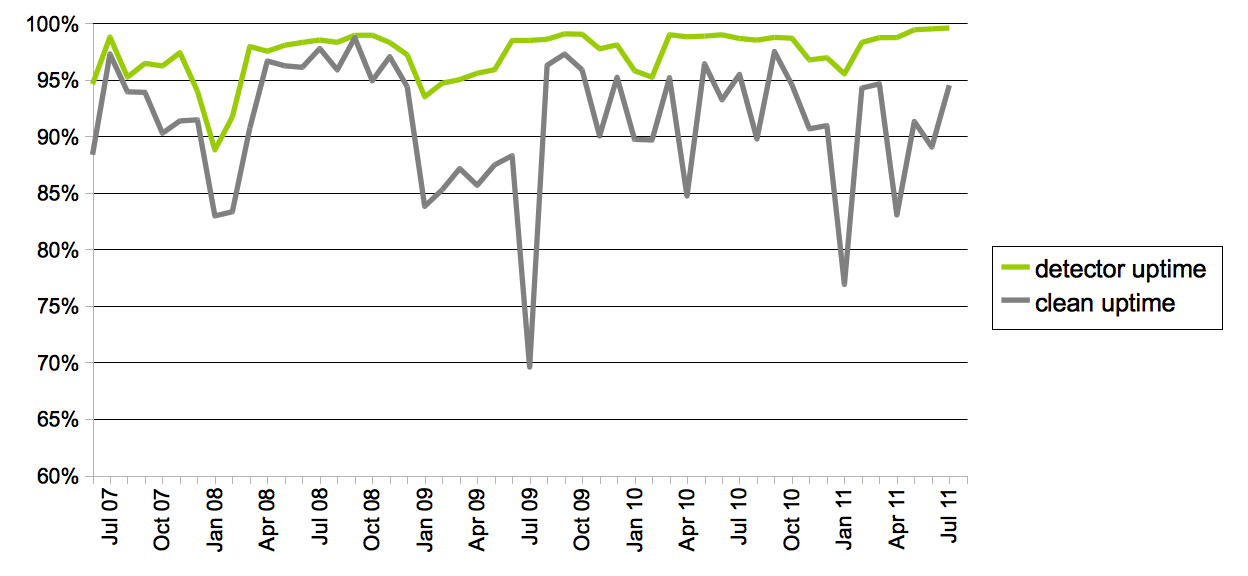 100%
95%
90%
85%
80%
75%
70%
65%
60%
Jul 07
Oct 07
Jan 08
Apr 08
Jul 08
Oct 08
Jan 09
Apr 09
Jul 09
Oct 09
Jan 10
Apr 10
Jul 10
Oct 10
Jan 11
Apr 11
Jul 11
detector uptime
clean uptime